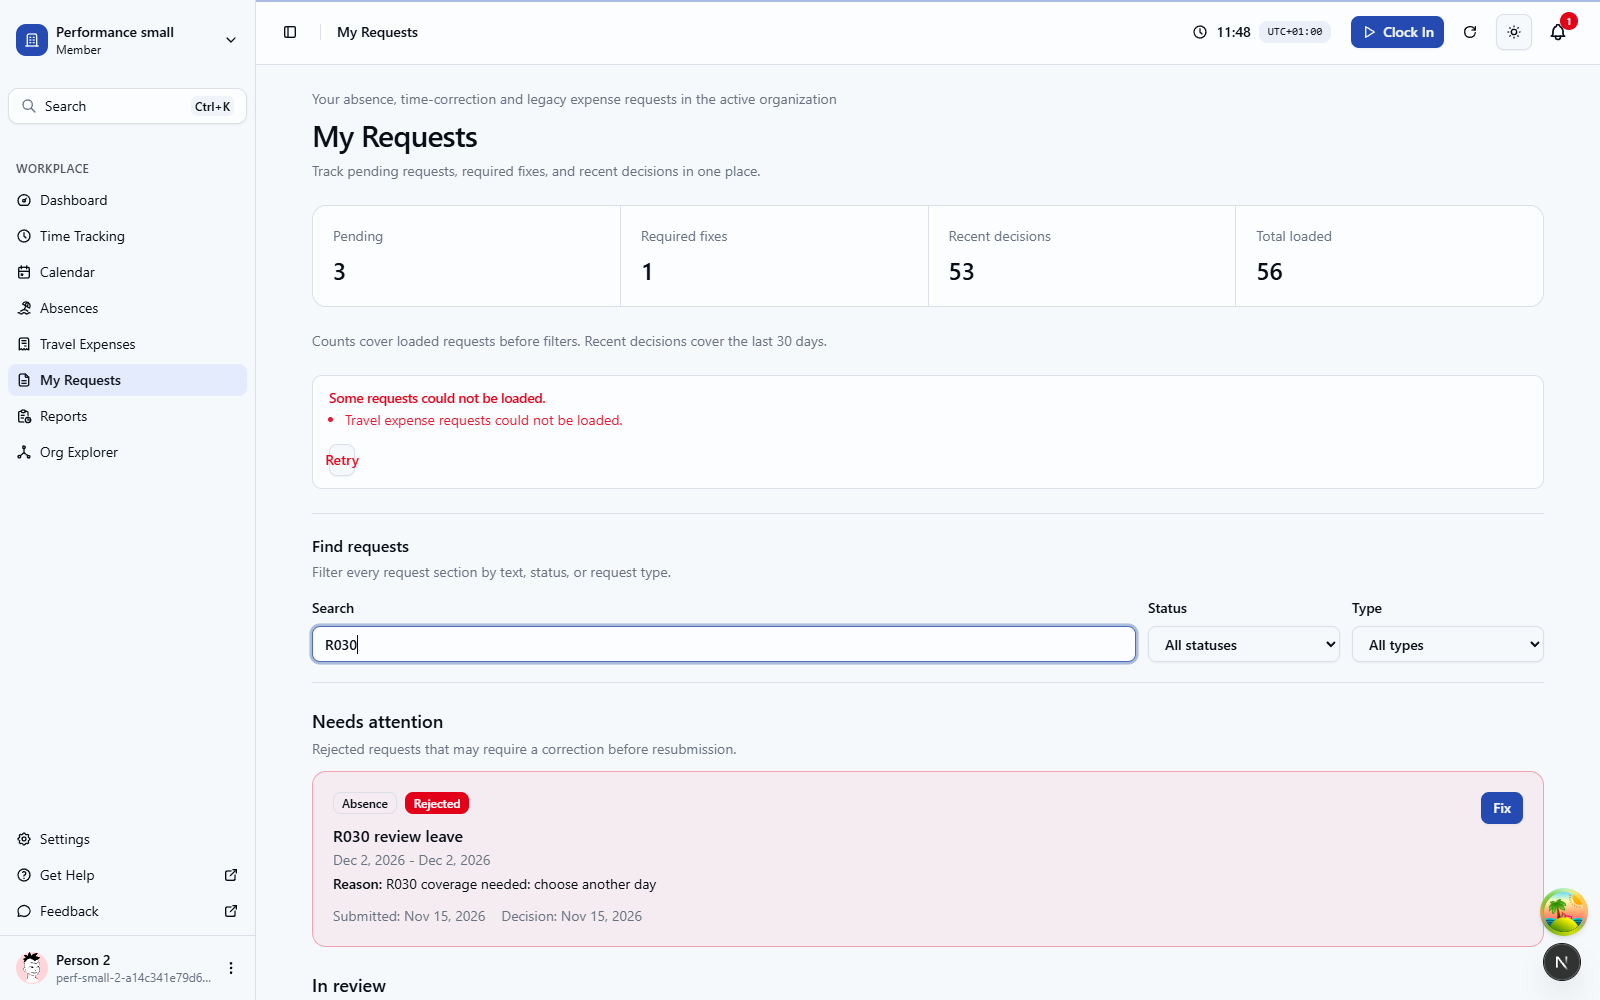 Performance small
Member
Search
Ctrl+K
WORKPLACE
Dashboard
Time Tracking
Calendar
Absences
Travel Expenses
My Requests
Reports
Org Explorer
Settings
Get Help
Feedback
Person 2
perf-small-2-a14c341e79d6...
My Requests
11:48
UTC+01:00
Clock In
1
Your absence, time-correction and legacy expense requests in the active organization
My Requests
Track pending requests, required fixes, and recent decisions in one place.
Pending
3
Required fixes
1
Recent decisions
53
Total loaded
56
Counts cover loaded requests before filters. Recent decisions cover the last 30 days.
Some requests could not be loaded.
• Travel expense requests could not be loaded.
Retry
Find requests
Filter every request section by text, status, or request type.
Search
R030
Status
All statuses
Type
All types
Needs attention
Rejected requests that may require a correction before resubmission.
Absence
Rejected
Fix
R030 review leave
Dec 2, 2026 - Dec 2, 2026
Reason: R030 coverage needed: choose another day
Submitted: Nov 15, 2026 Decision: Nov 15, 2026
N
In review